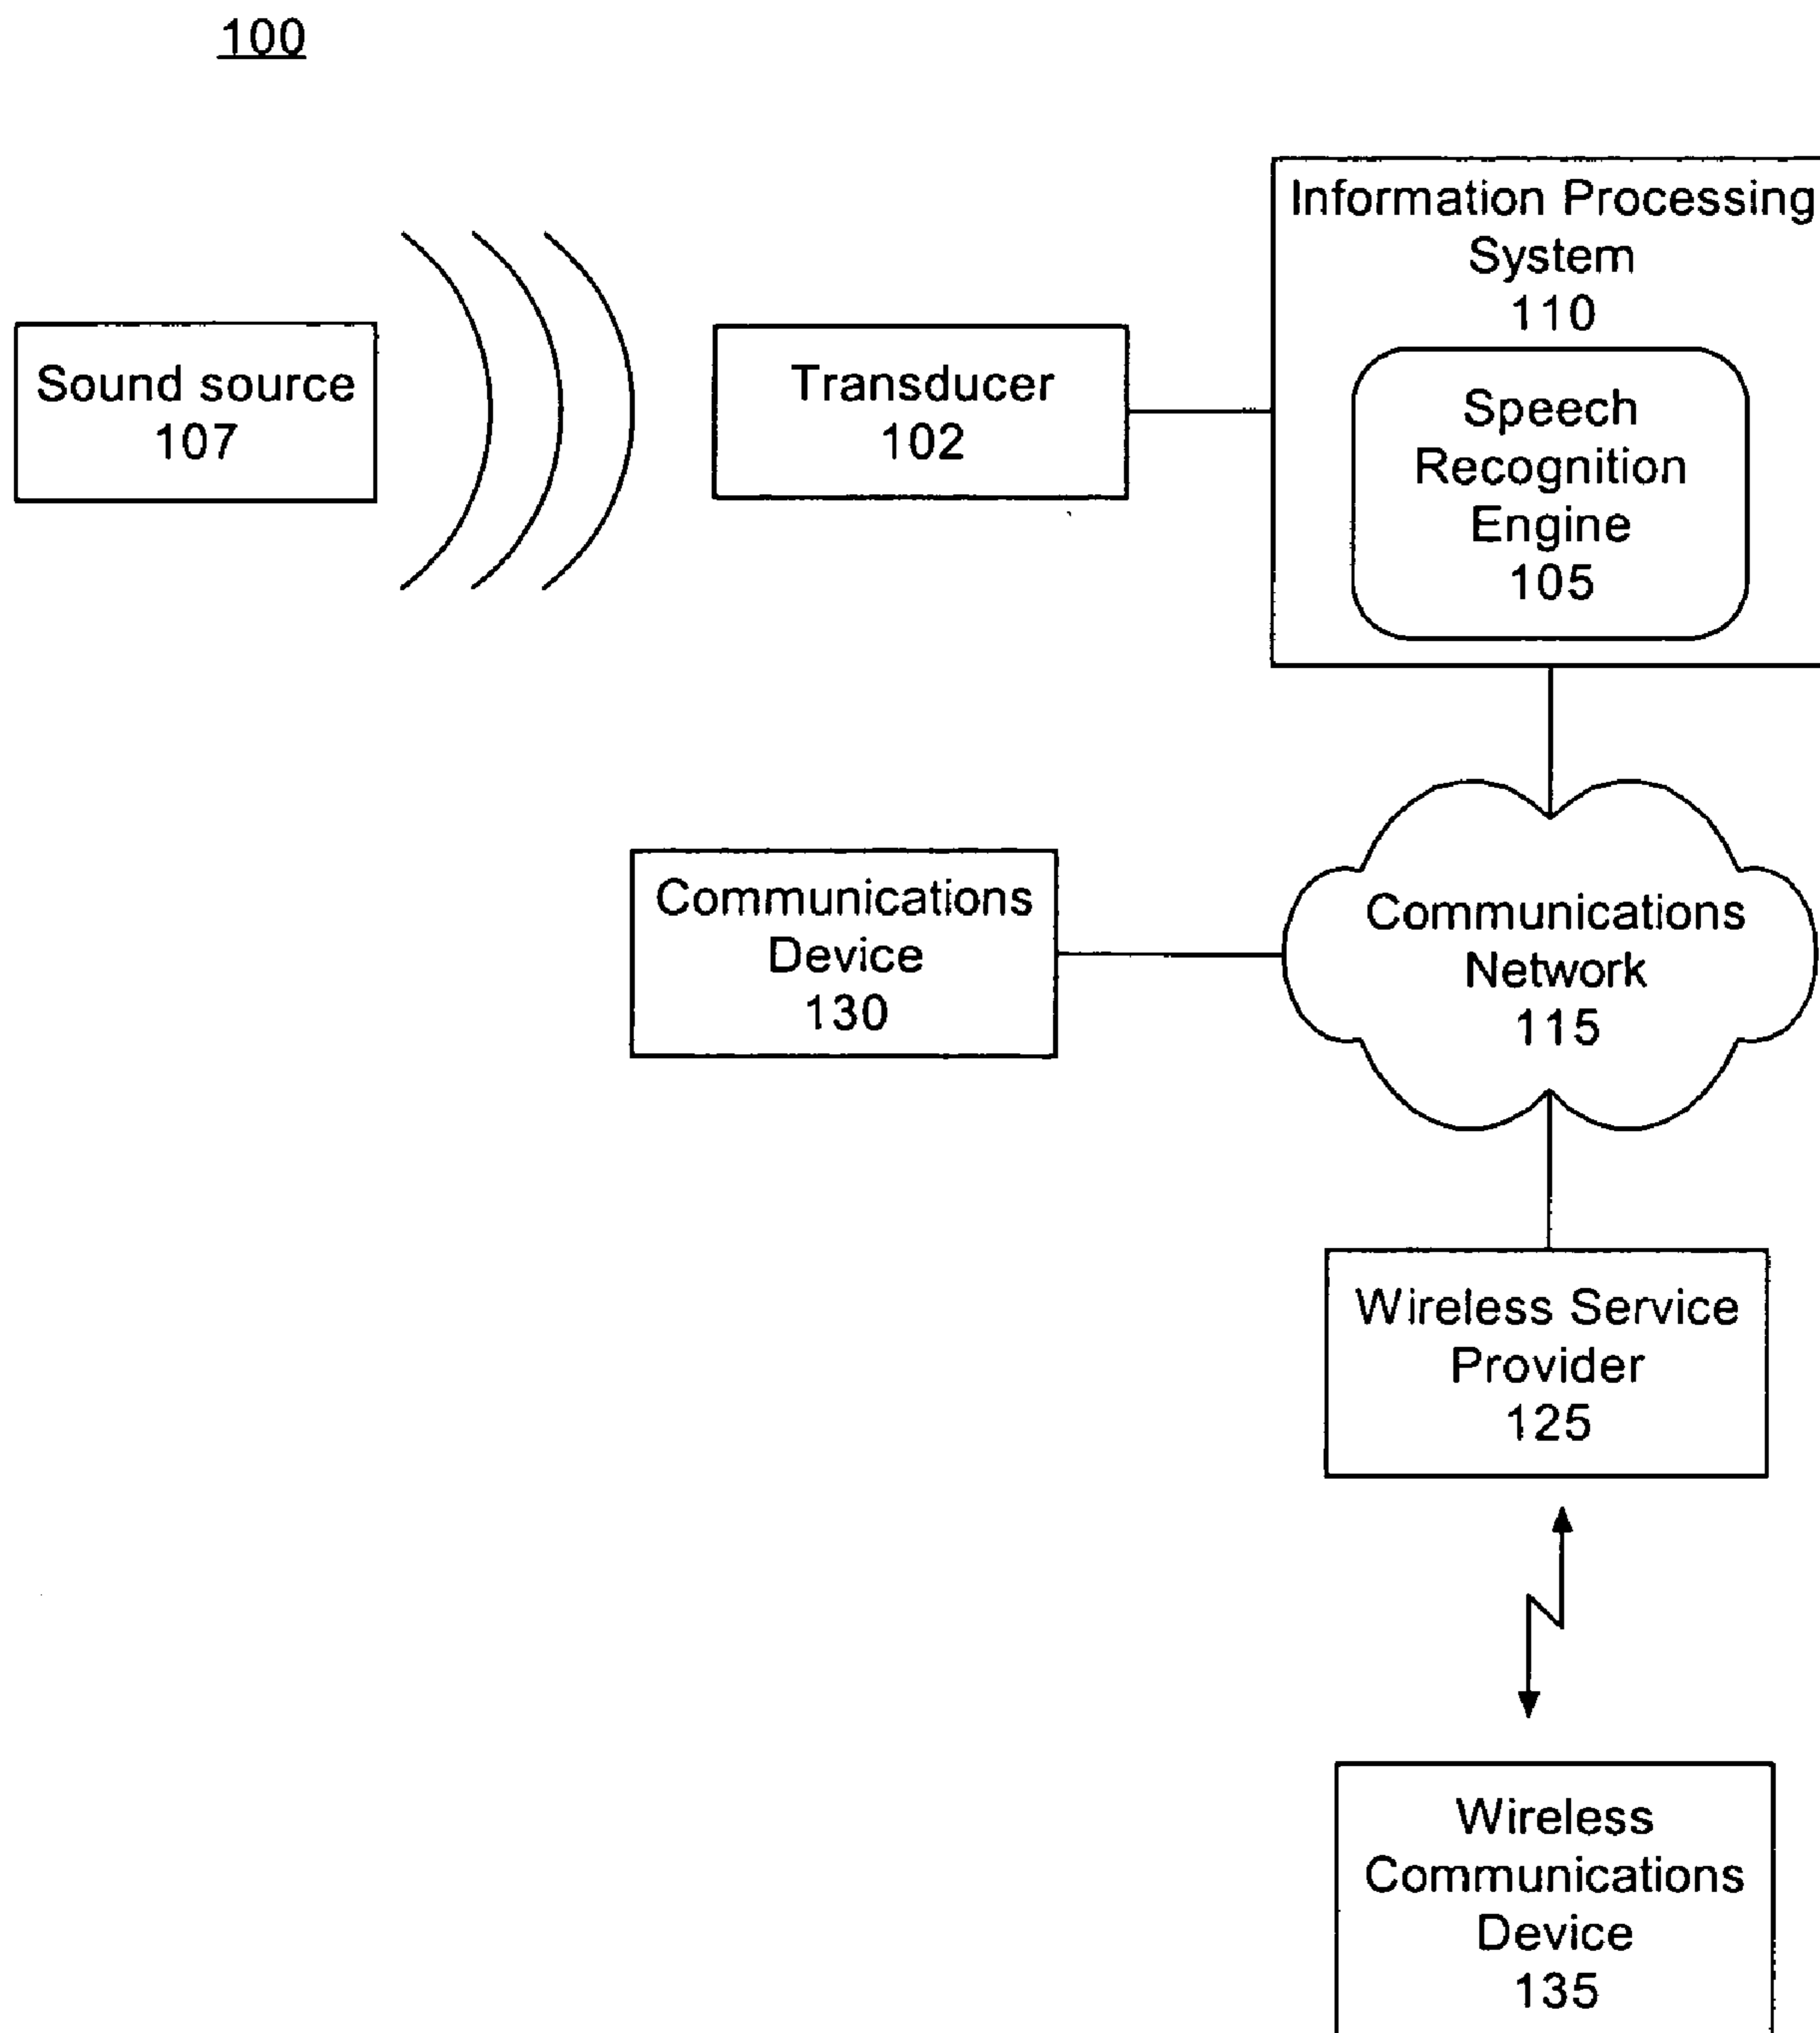 100
Information Processing
System
110
Sound source
107
Transducer
102
Speech
Recognition
Engine
105
Communications
Device
130
Communications
Network
115
Wireless Service
Provider
125
Wireless
Communications
Device
135